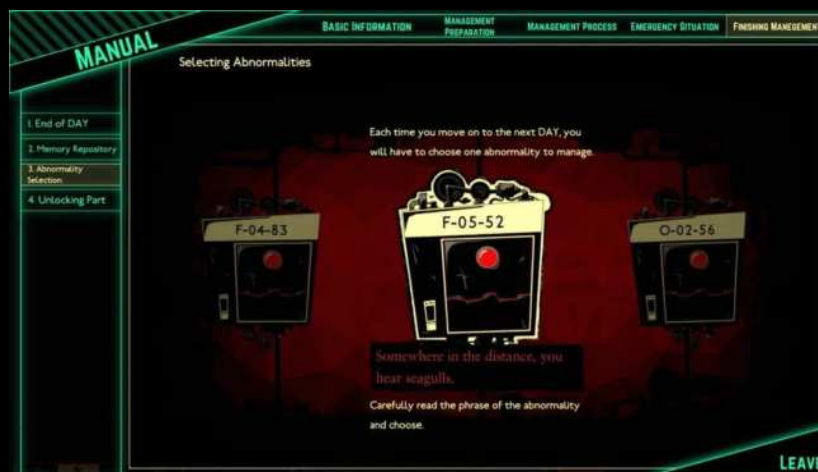 MANUAL
BASIC INFORMATION
MANAGEMENT
PREPARATION
MANAGEMENT PROCESS
EMERGENCY SITUATION
FINISHING MANEGEMENT
Selecting Abnormalities
1. End of DAY
2. Memory Repository
3. Abnormality
Selection
4. Unlocking Part
Each time you move on to the next DAY, you
will have to choose one abnormality to manage.
F-04-83
F-05-52
O-02-56
Somewhere in the distance, you
hear seagulls.
Carefully read the phrase of the abnormality
and choose.
LEAVE